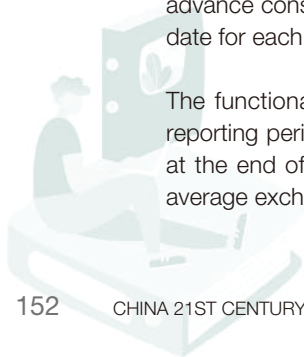 advance cons
date for each
The functiona
reporting peri
at the end of
average exch
152 CHINA 21ST CENTURY